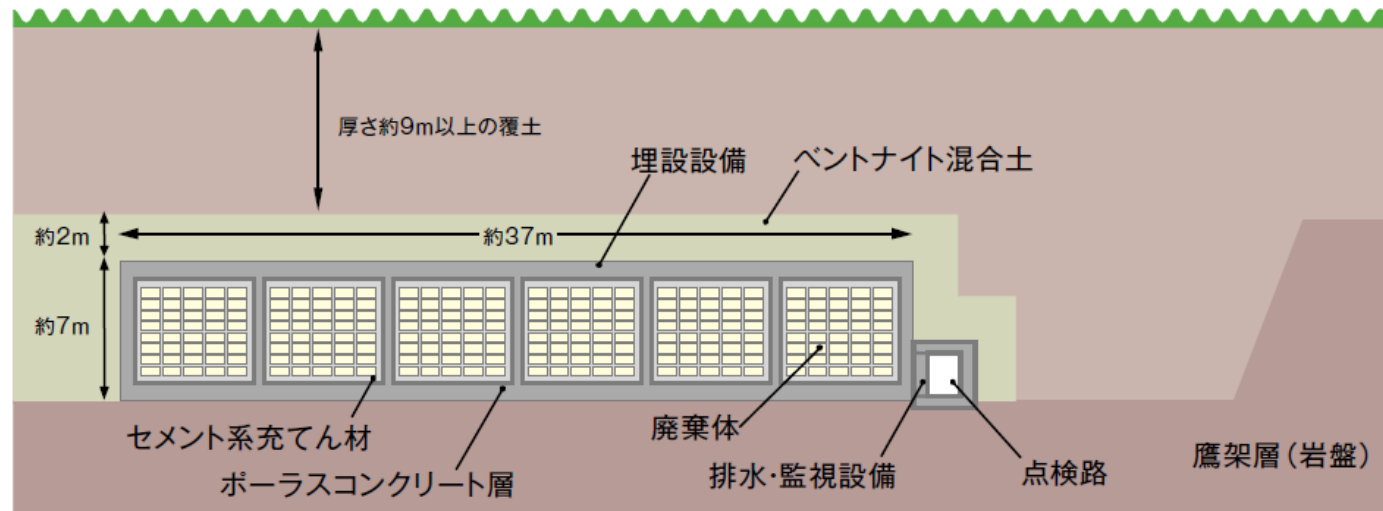 厚さ約9m以上の覆土
埋設設備
ベントナイト混合土
約2m
約37m
約7m
セメント系充てん材
ポーラスコンクリート層
廃棄体
排水・監視設備
点検路
鷹架層（岩盤）